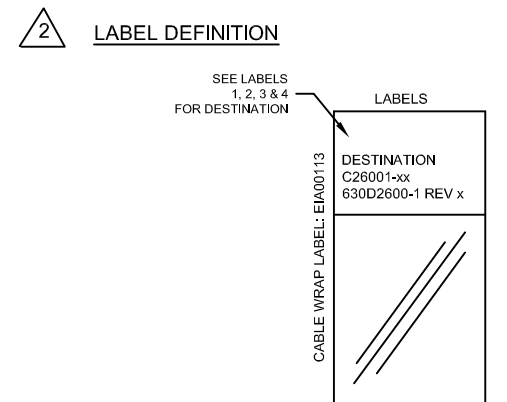 2 LABEL DEFINITION
SEE LABELS
1, 2, 3 & 4
FOR DESTINATION
LABELS
CABLE WRAP LABEL: EIA00113
DESTINATION
C26001-xx
630D2600-1 REV x